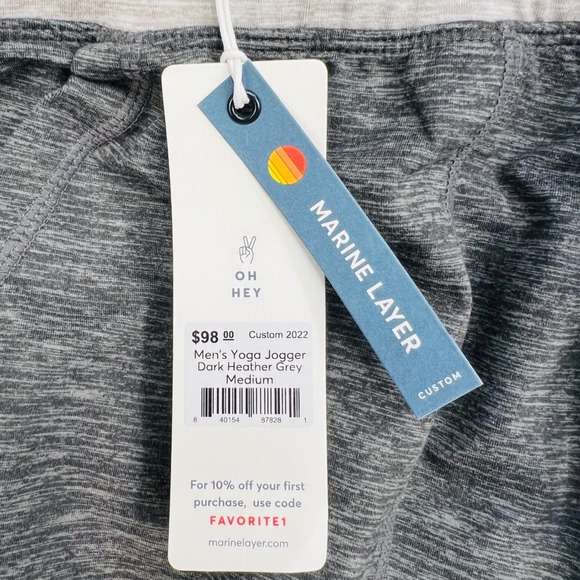 MARINE LAYER
CUSTOM
OH
HEY
$98 00 Custom 2022
Men's Yoga Jogger
Dark Heather Grey
Medium
8 40154 87828 1
For 10% off your first
purchase, use code
FAVORITE1
marinelayer.com